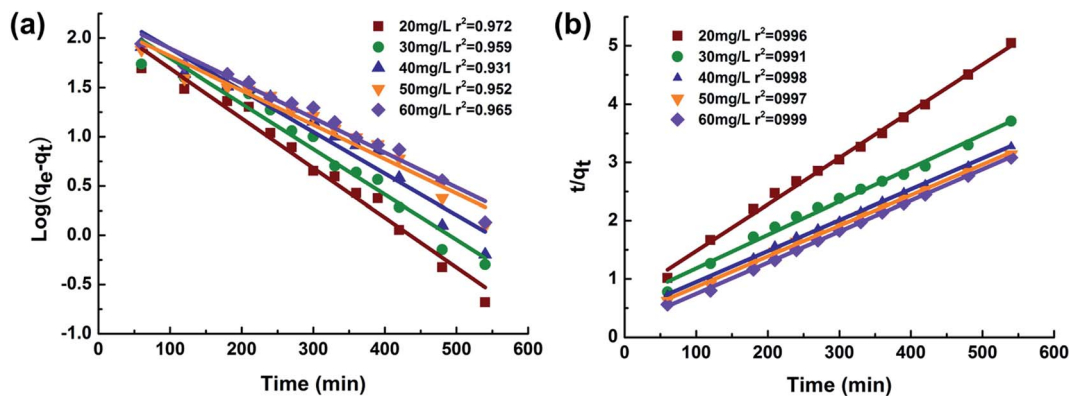 (a)
Log(qe-qt)
2.0
1.5
1.0
0.5
0.0
-0.5
-1.0
20mg/L r²=0.972
30mg/L r²=0.959
40mg/L r²=0.931
50mg/L r²=0.952
60mg/L r²=0.965
0 100 200 300 400 500 600
Time (min)
(b)
t/qt
5
4
3
2
1
0
20mg/L r²=0996
30mg/L r²=0991
40mg/L r²=0998
50mg/L r²=0997
60mg/L r²=0999
0 100 200 300 400 500 600
Time (min)